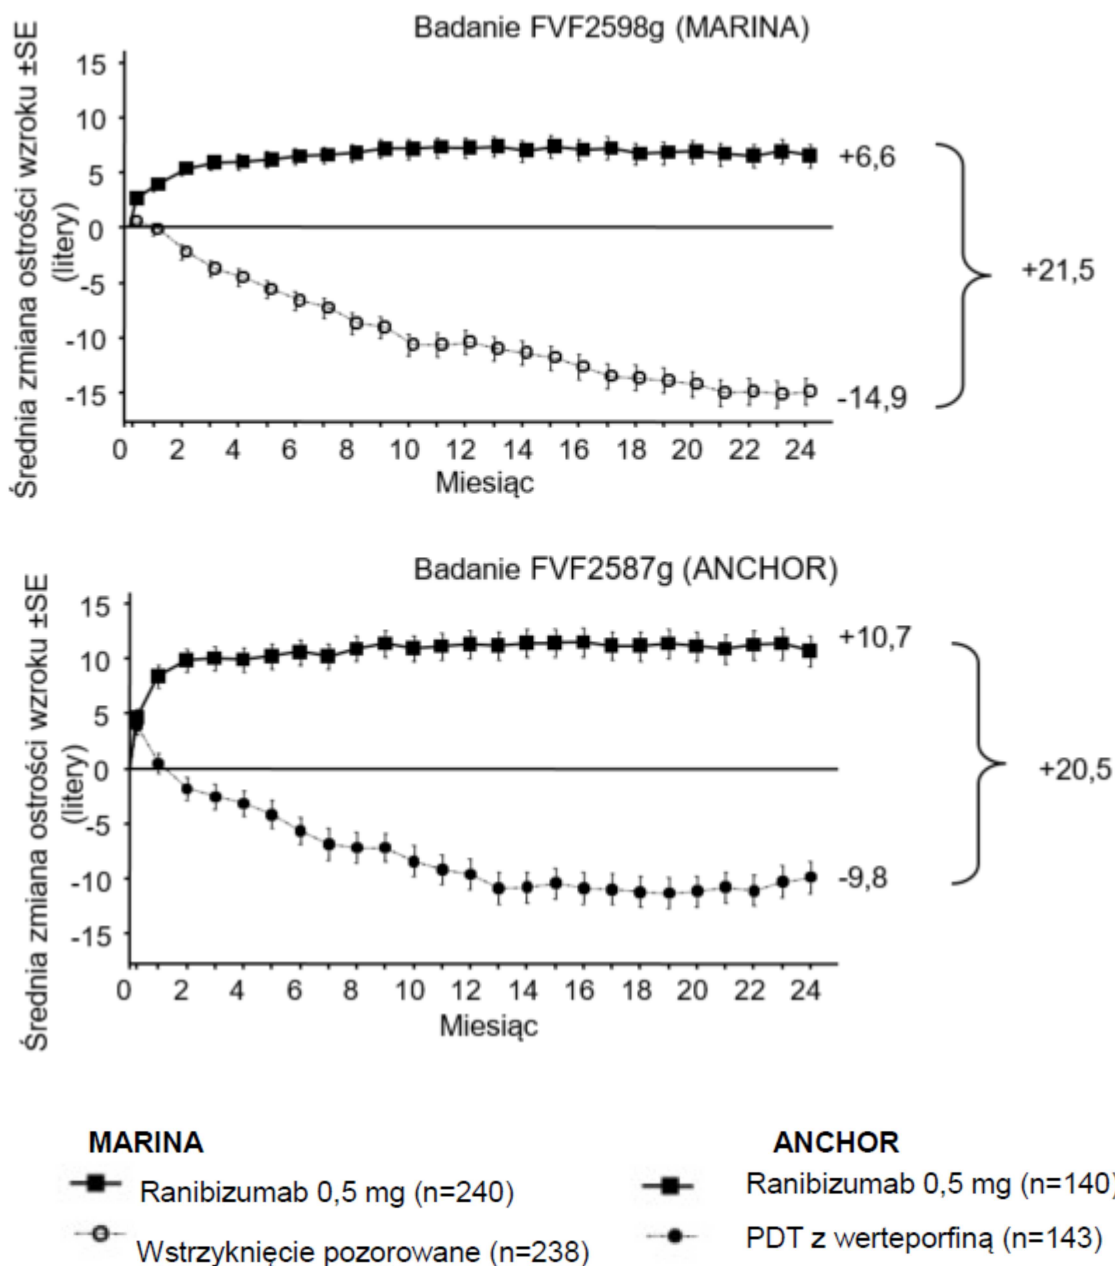 Badanie FVF2598g (MARINA)
Średnia zmiana ostrości wzroku ±SE
(litery)
15
10
5
0
-5
-10
-15
+6,6
-14,9
+21,5
0 2 4 6 8 10 12 14 16 18 20 22 24
Miesiąc
Badanie FVF2587g (ANCHOR)
Średnia zmiana ostrości wzroku ±SE
(litery)
15
10
5
0
-5
-10
-15
+10,7
-9,8
+20,5
0 2 4 6 8 10 12 14 16 18 20 22 24
Miesiąc
MARINA
Ranibizumab 0,5 mg (n=240)
Wstrzyknięcie pozorowane (n=238)
ANCHOR
Ranibizumab 0,5 mg (n=140)
PDT z werteporfiną (n=143)